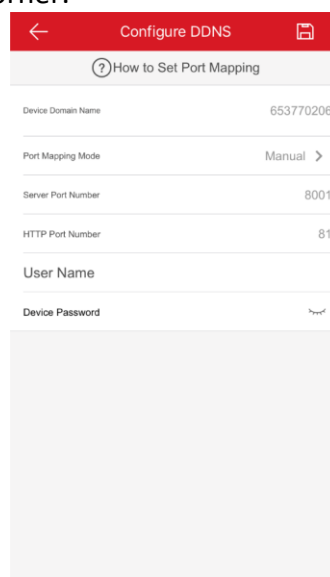 Configure DDNS
?How to Set Port Mapping
Device Domain Name 653770206
Port Mapping Mode Manual >
Server Port Number 8001
HTTP Port Number 81
User Name
Device Password